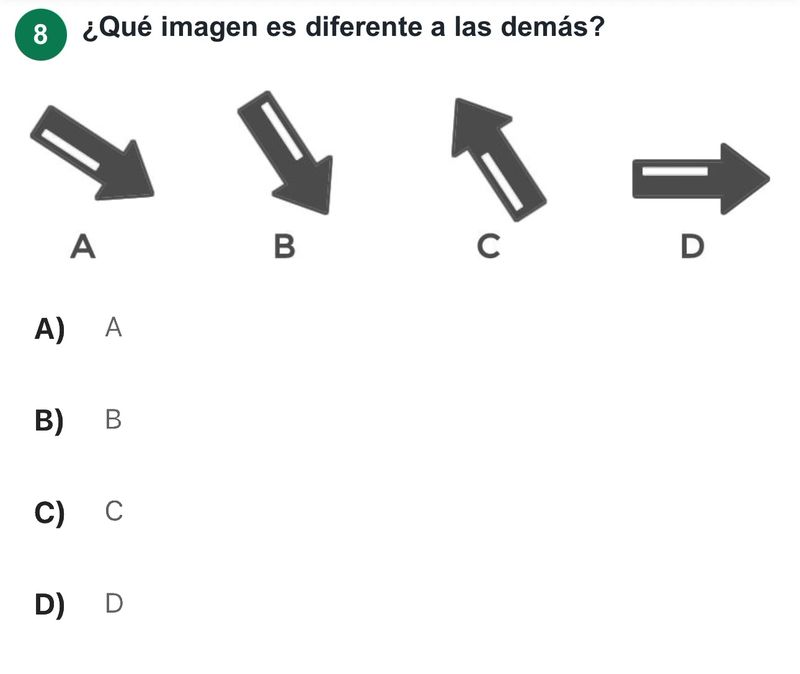 8 ¿Qué imagen es diferente a las demás?
A B C D
A) A
B) B
C) C
D) D